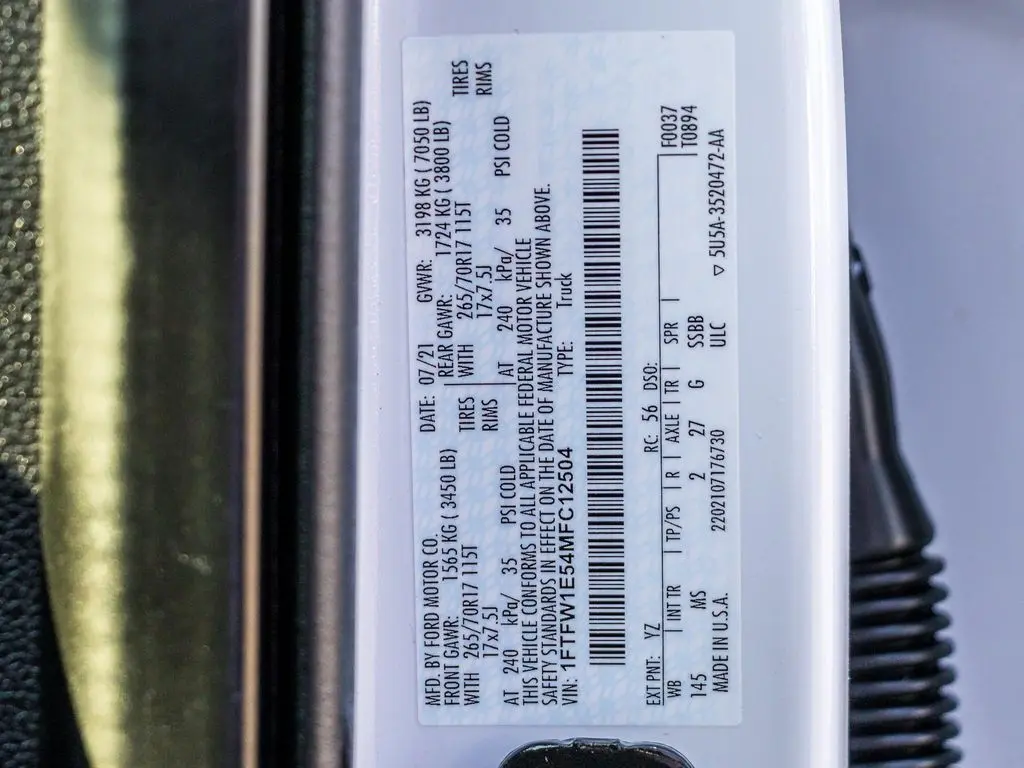 MFD. BY FORD MOTOR CO. DATE: 07/21 GVWR: 3198 KG ( 7050 LB)
FRONT GAWR: 1565 KG ( 3450 LB) REAR GAWR: 1724 KG ( 3800 LB)
WITH 265/70R17 115T TIRES WITH 265/70R17 115T TIRES
17x7.5J RIMS 17x7.5J RIMS
AT 240 kPa/ 35 PSI COLD AT 240 kPa/ 35 PSI COLD
THIS VEHICLE CONFORMS TO ALL APPLICABLE FEDERAL MOTOR VEHICLE
SAFETY STANDARDS IN EFFECT ON THE DATE OF MANUFACTURE SHOWN ABOVE.
VIN: 1FTFW1E54MFC12504 TYPE: Truck
EXT PNT: YZ RC: 56 DSO: F0037
WB INT TR TP/PS R AXLE TR SPR T0894
145 MS 2 27 G SSBB
MADE IN U.S.A. 220210717676730 ULC ▽ 5U5A-3520472-AA